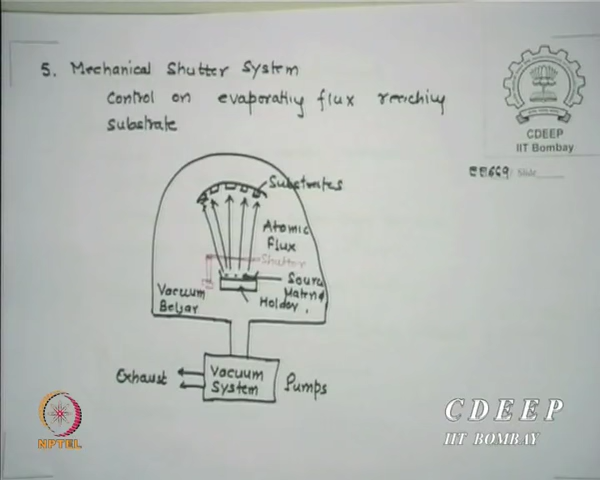 5. Mechanical Shutter System
Control on evaporating flux reaching
substrate
CDEEP
IIT Bombay
EE669/ Slide
Substrates
Atomic
Flux
Shutter
Source
Material
Holder
Vacuum
Beljar
Exhaust
Vacuum
System
Pumps
NPTEL
CDEEP
IIT BOMBAY